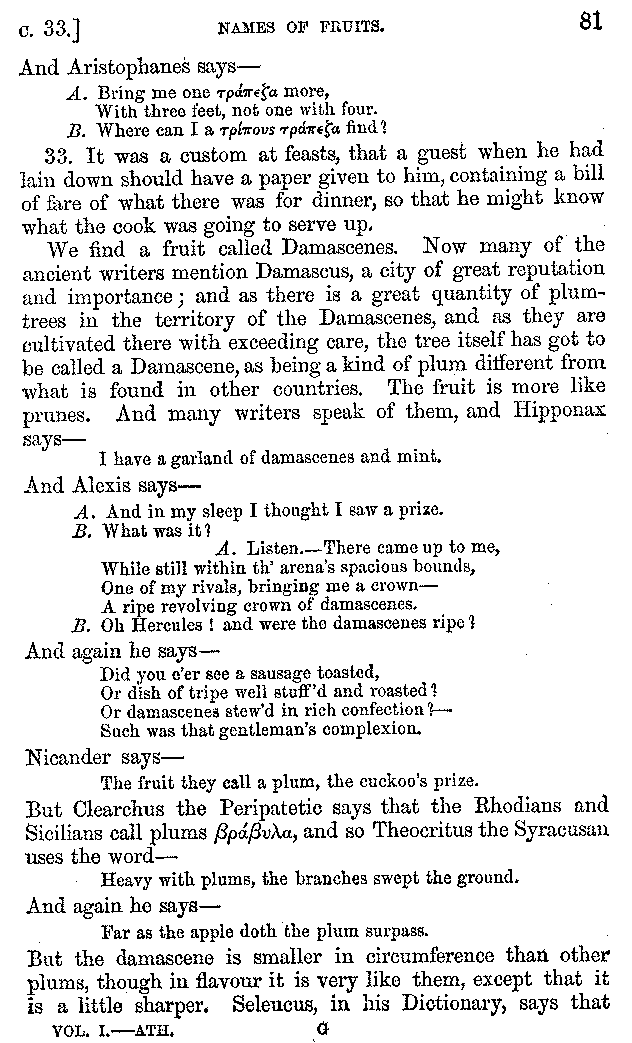 c. 33.] NAMES OF FRUITS. 81
And Aristophanes says—
A. Bring me one τράπεζα more,
With three feet, not one with four.
B. Where can I a τρίπους τράπεζα find?
33. It was a custom at feasts, that a guest when he had
lain down should have a paper given to him, containing a bill
of fare of what there was for dinner, so that he might know
what the cook was going to serve up.
We find a fruit called Damascenes. Now many of the
ancient writers mention Damascus, a city of great reputation
and importance; and as there is a great quantity of plum-
trees in the territory of the Damascenes, and as they are
cultivated there with exceeding care, the tree itself has got to
be called a Damascene, as being a kind of plum different from
what is found in other countries. The fruit is more like
prunes. And many writers speak of them, and Hipponax
says—
I have a garland of damascenes and mint.
And Alexis says—
A. And in my sleep I thought I saw a prize.
B. What was it?
A. Listen.—There came up to me,
While still within th' arena's spacious bounds,
One of my rivals, bringing me a crown—
A ripe revolving crown of damascenes.
B. Oh Hercules! and were the damascenes ripe?
And again he says—
Did you e'er see a sausage toasted,
Or dish of tripe well stuff'd and roasted?
Or damascenes stew'd in rich confection?—
Such was that gentleman's complexion.
Nicander says—
The fruit they call a plum, the cuckoo's prize.
But Clearchus the Peripatetic says that the Rhodians and
Sicilians call plums βράβυλα, and so Theocritus the Syracusan
uses the word—
Heavy with plums, the branches swept the ground.
And again he says—
Far as the apple doth the plum surpass.
But the damascene is smaller in circumference than other
plums, though in flavour it is very like them, except that it
is a little sharper. Seleucus, in his Dictionary, says that
VOL. I.—ATH. G